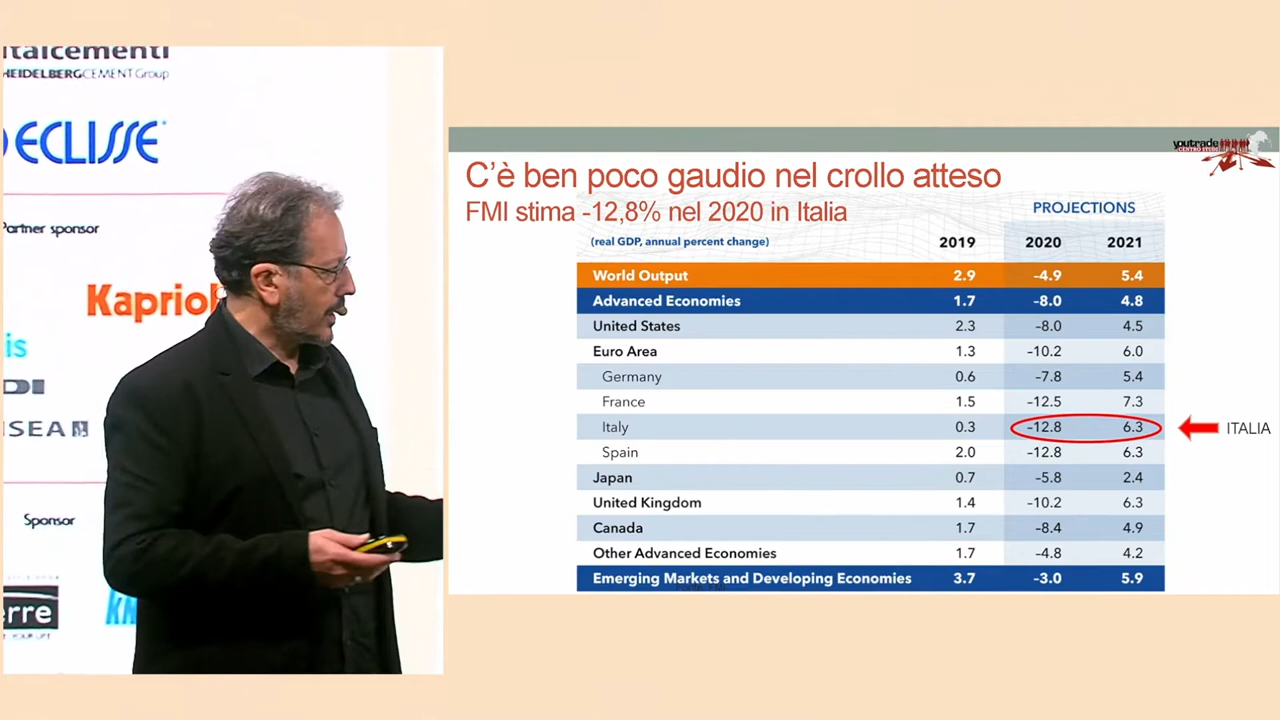 italcementi
HEIDELBERGCEMENT Group
ECLISSE
Partner sponsor
Kapriol
is
DI
ISEA
Sponsor
erre
youtrade
C'è ben poco gaudio nel crollo atteso
FMI stima -12,8% nel 2020 in Italia
PROJECTIONS
(real GDP, annual percent change) 2019 2020 2021
World Output 2.9 –4.9 5.4
Advanced Economies 1.7 –8.0 4.8
United States 2.3 –8.0 4.5
Euro Area 1.3 –10.2 6.0
Germany 0.6 –7.8 5.4
France 1.5 –12.5 7.3
Italy 0.3 –12.8 6.3
ITALIA
Spain 2.0 –12.8 6.3
Japan 0.7 –5.8 2.4
United Kingdom 1.4 –10.2 6.3
Canada 1.7 –8.4 4.9
Other Advanced Economies 1.7 –4.8 4.2
Emerging Markets and Developing Economies 3.7 –3.0 5.9